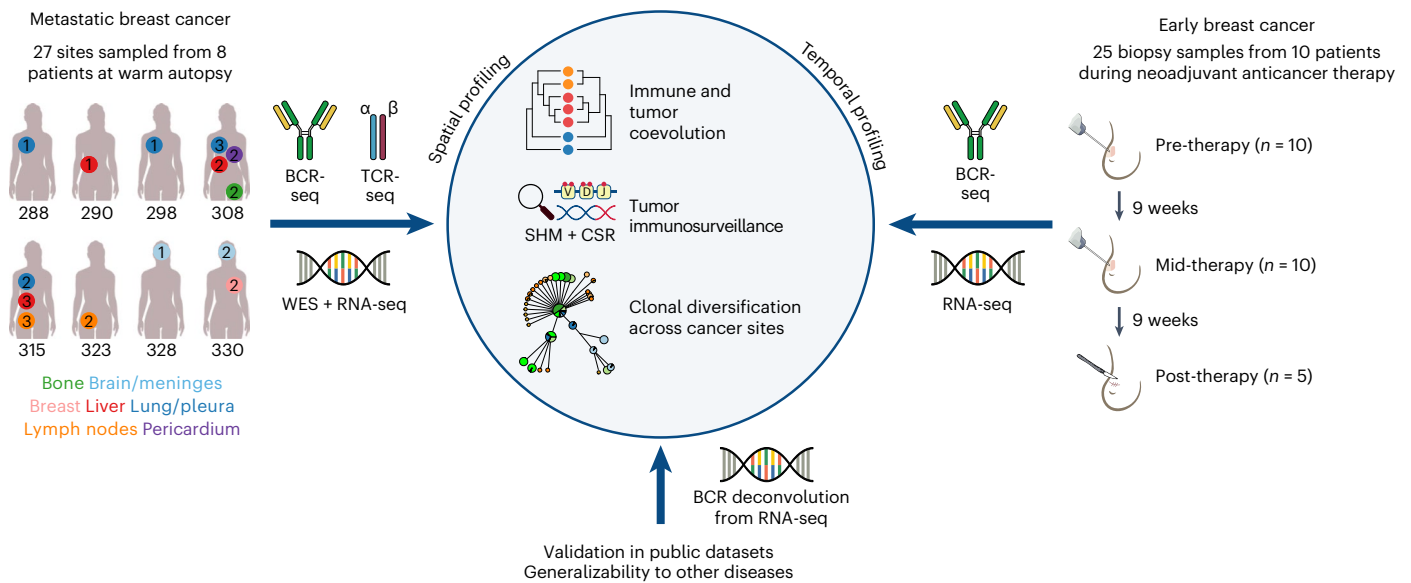 Metastatic breast cancer
27 sites sampled from 8
patients at warm autopsy
1
1
1
3
2
2
2
288
290
298
308
2
3
3
2
1
2
2
315
323
328
330
Bone Brain/meninges
Breast Liver Lung/pleura
Lymph nodes Pericardium
α β
BCR-
seq
TCR-
seq
WES + RNA-seq
Spatial profiling
Temporal profiling
Immune and
tumor
coevolution
V D J
SHM + CSR
Tumor
immunosurveillance
Clonal diversification
across cancer sites
BCR-
seq
RNA-seq
Early breast cancer
25 biopsy samples from 10 patients
during neoadjuvant anticancer therapy
Pre-therapy (n = 10)
9 weeks
Mid-therapy (n = 10)
9 weeks
Post-therapy (n = 5)
BCR deconvolution
from RNA-seq
Validation in public datasets
Generalizability to other diseases